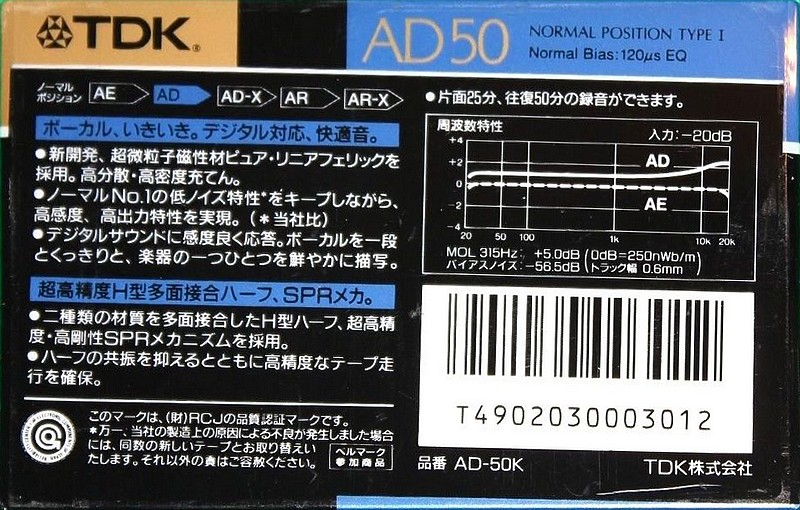 TDK®
AD50
NORMAL POSITION TYPE I
Normal Bias:120μs EQ
ノーマル
ポジション
AE
AD
AD-X
AR
AR-X
ボーカル、いきいき。デジタル対応、快適音。
●新開発、超微粒子磁性材ピュア・リニアフェリックを
採用。高分散・高密度充てん。
●ノーマルNo.1の低ノイズ特性*をキープしながら、
高感度、高出力特性を実現。(*当社比)
●デジタルサウンドに感度良く応答。ボーカルを一段
とくっきりと、楽器の一つひとつを鮮やかに描写。
超高精度H型多面接合ハーフ、SPRメカ。
●二種類の材質を多面接合したH型ハーフ、超高精
度・高剛性SPRメカニズムを採用。
●ハーフの共振を抑えるとともに高精度なテープ走
行を確保。
このマークは、(財)RCJの品質認証マークです。
*万一、当社の製造上の原因による不良が発生しました場合
には、同数の新しいテープとお取り替えい
たします。それ以外の責はご容赦ください。
ベルマーク
参加商品
●片面25分、往復50分の録音ができます。
周波数特性
入力:-20dB
+4
+2
0
-2
-4
AD
AE
20
50
100
1k
10k
20k
MOL 315Hz: +5.0dB (0dB=250nWb/m)
バイアスノイズ: -56.5dB (トラック幅 0.6mm)
T4902030003012
品番 AD-50K
TDK株式会社